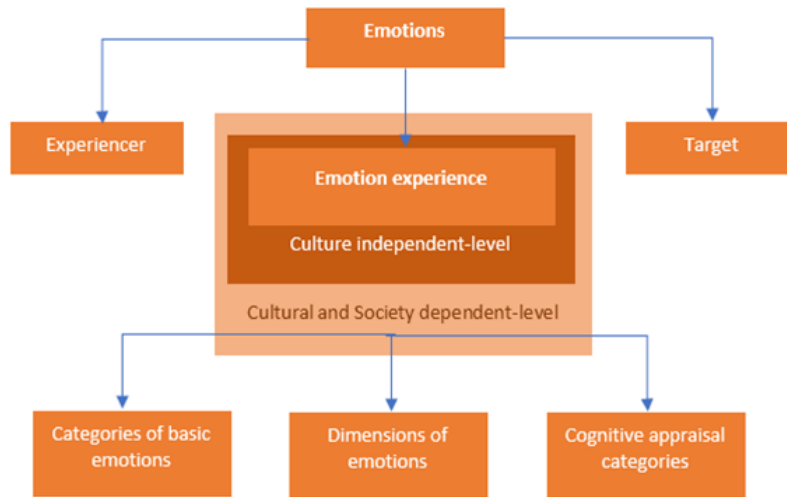 Emotions
Experiencer
Target
Emotion experience
Culture independent-level
Cultural and Society dependent-level
Categories of basic
emotions
Dimensions of
emotions
Cognitive appraisal
categories